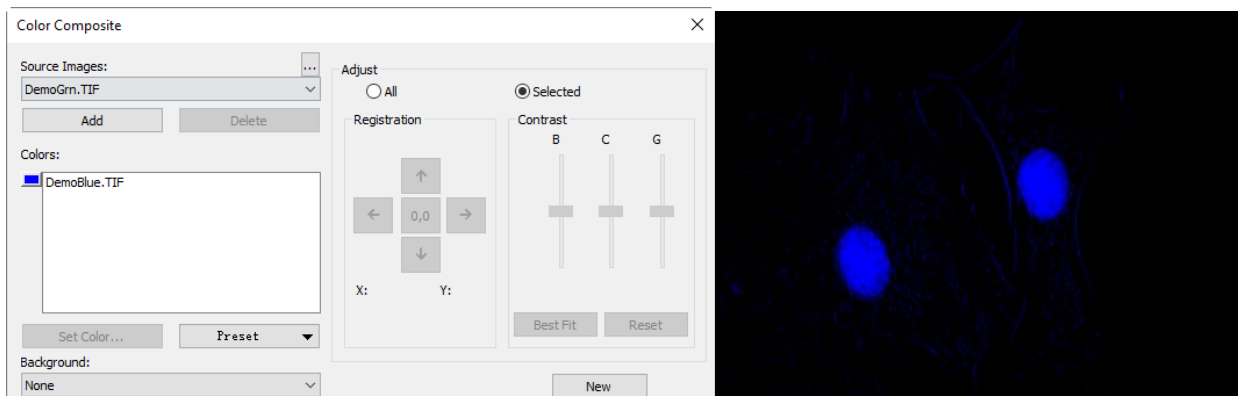 Color Composite
Source Images:
...
DemoGrn.TIF
Add
Delete
Colors:
DemoBlue.TIF
Set Color...
Preset
Background:
None
Adjust
All
Selected
Registration
0,0
X:
Y:
Contrast
B C G
Best Fit
Reset
New